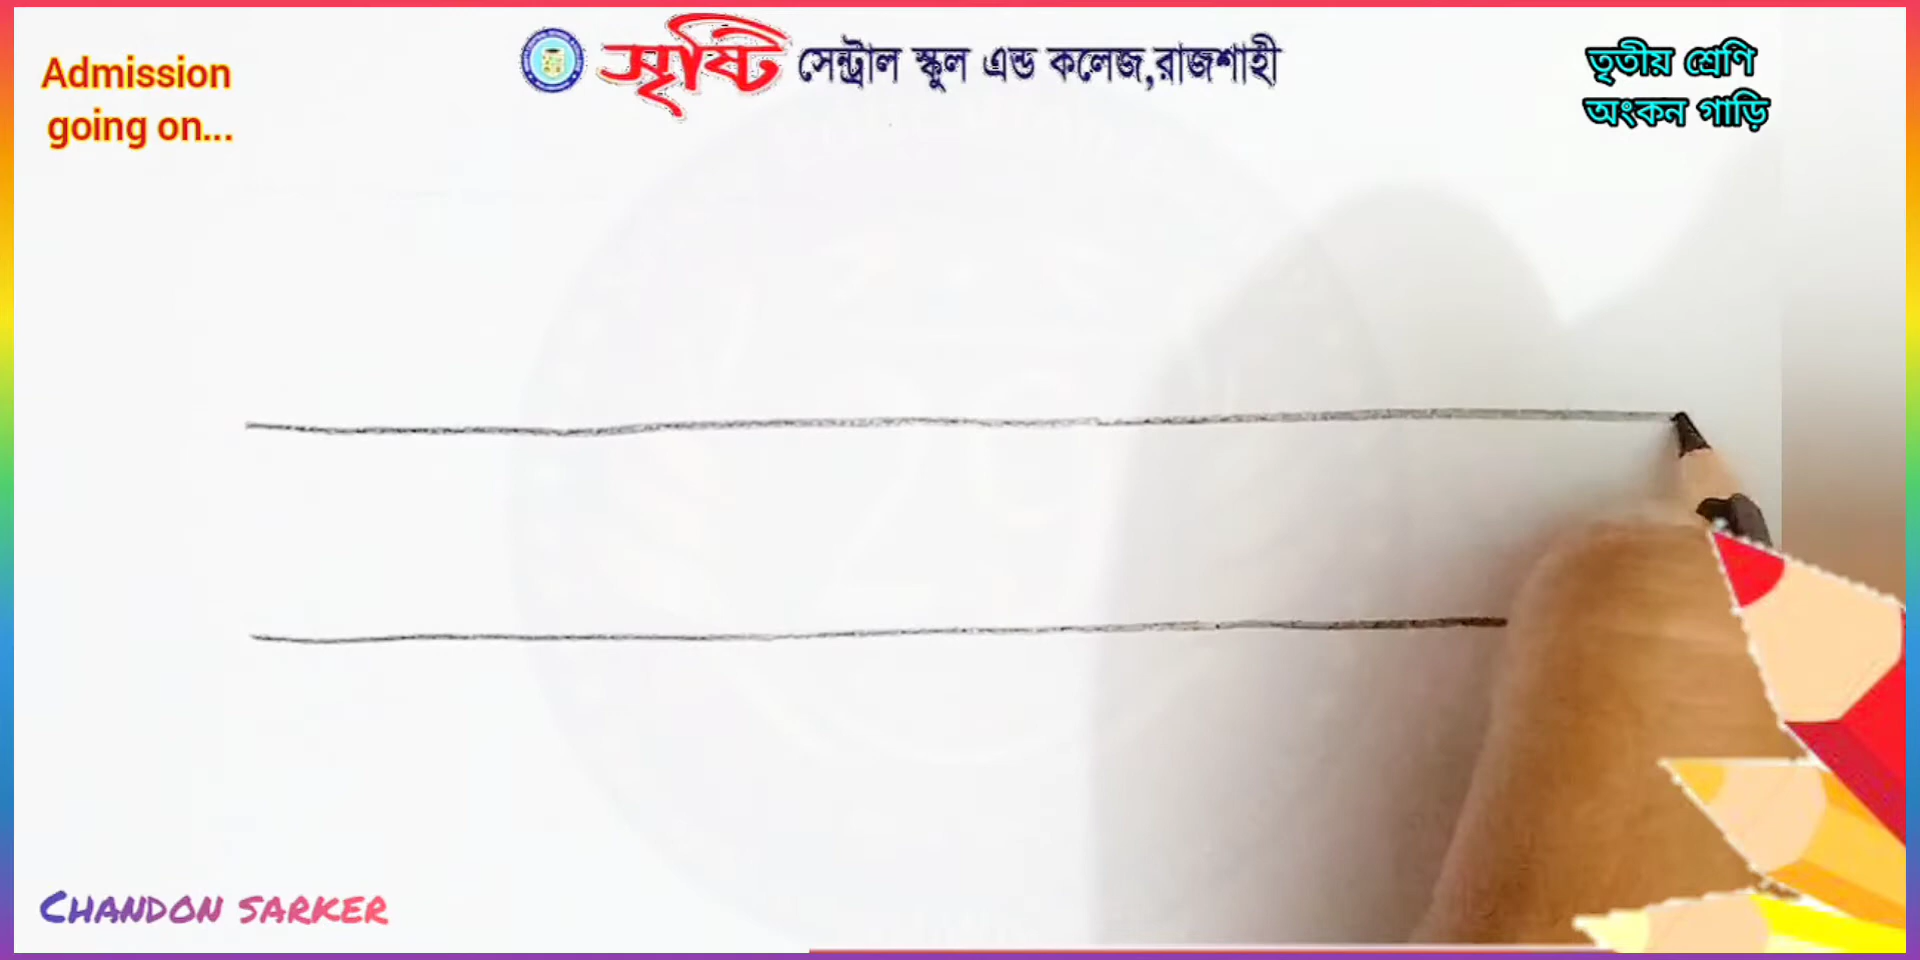 Admission
going on...
সৃষ্টি সেন্ট্রাল স্কুল এন্ড কলেজ,রাজশাহী
তৃতীয় শ্রেণি
অংকন গাড়ি
CHANDON SARKER